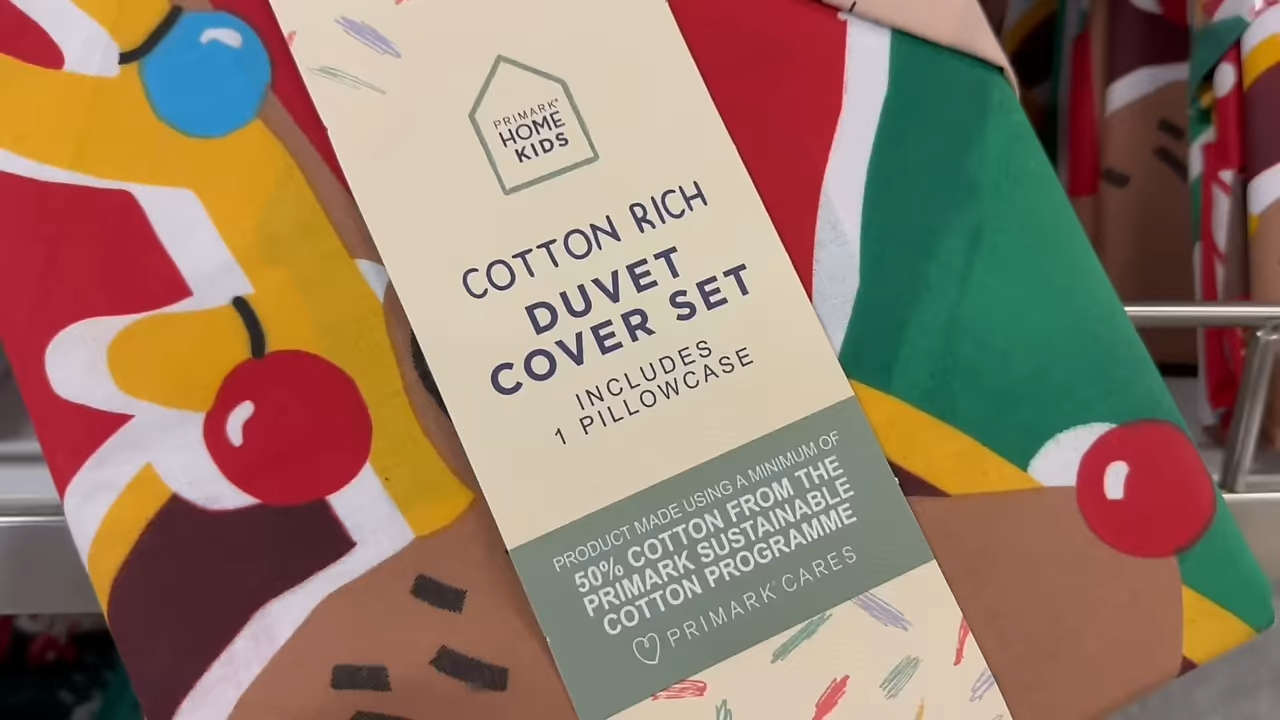 PRIMARK®
HOME
KIDS
COTTON RICH
DUVET
COVER SET
INCLUDES
1 PILLOWCASE
PRODUCT MADE USING A MINIMUM OF
50% COTTON FROM THE
PRIMARK SUSTAINABLE
COTTON PROGRAMME
PRIMARK® CARES